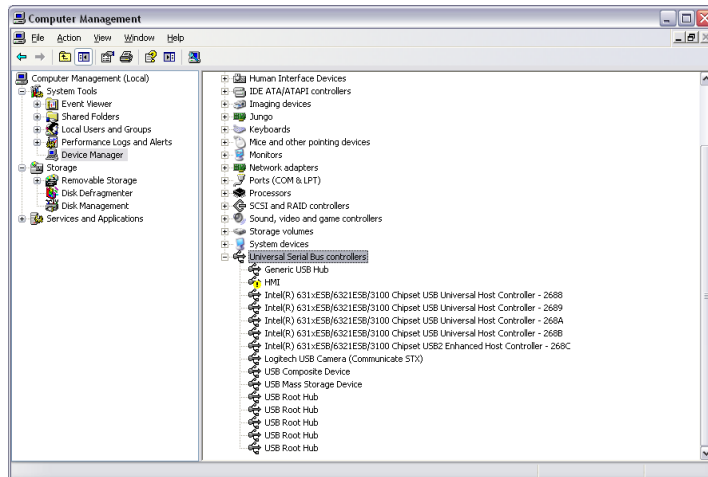 Computer Management
File Action View Window Help
Computer Management (Local)
System Tools
Event Viewer
Shared Folders
Local Users and Groups
Performance Logs and Alerts
Device Manager
Storage
Removable Storage
Disk Defragmenter
Disk Management
Services and Applications
Human Interface Devices
IDE ATA/ATAPI controllers
Imaging devices
Jungo
Keyboards
Mice and other pointing devices
Monitors
Network adapters
Ports (COM & LPT)
Processors
SCSI and RAID controllers
Sound, video and game controllers
Storage volumes
System devices
Universal Serial Bus controllers
Generic USB Hub
HMI
Intel(R) 631xESB/6321ESB/3100 Chipset USB Universal Host Controller - 2688
Intel(R) 631xESB/6321ESB/3100 Chipset USB Universal Host Controller - 2689
Intel(R) 631xESB/6321ESB/3100 Chipset USB Universal Host Controller - 268A
Intel(R) 631xESB/6321ESB/3100 Chipset USB Universal Host Controller - 268B
Intel(R) 631xESB/6321ESB/3100 Chipset USB2 Enhanced Host Controller - 268C
Logitech USB Camera (Communicate STX)
USB Composite Device
USB Mass Storage Device
USB Root Hub
USB Root Hub
USB Root Hub
USB Root Hub
USB Root Hub